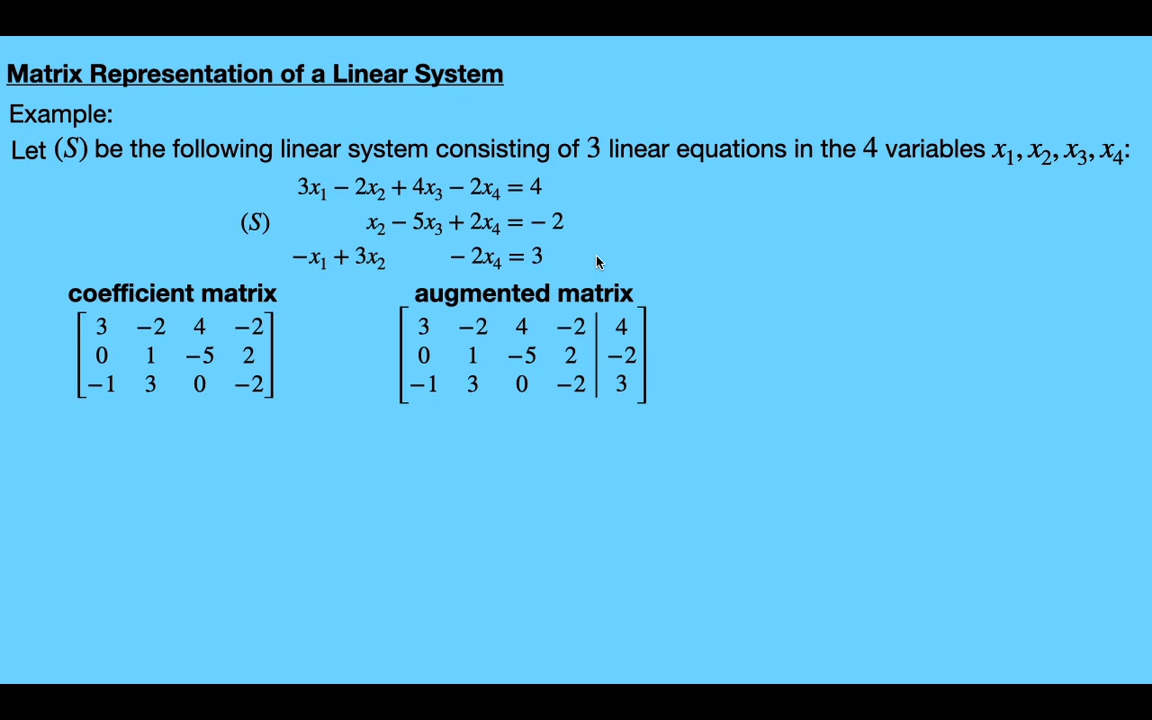 Matrix Representation of a Linear System
Example:
Let (S) be the following linear system consisting of 3 linear equations in the 4 variables x₁, x₂, x₃, x₄:
3x₁ − 2x₂ + 4x₃ − 2x₄ = 4
(S) x₂ − 5x₃ + 2x₄ = − 2
−x₁ + 3x₂ − 2x₄ = 3
coefficient matrix augmented matrix
[3 −2 4 −2] [3 −2 4 −2 | 4]
[0 1 −5 2] [0 1 −5 2 | −2]
[−1 3 0 −2] [−1 3 0 −2 | 3]